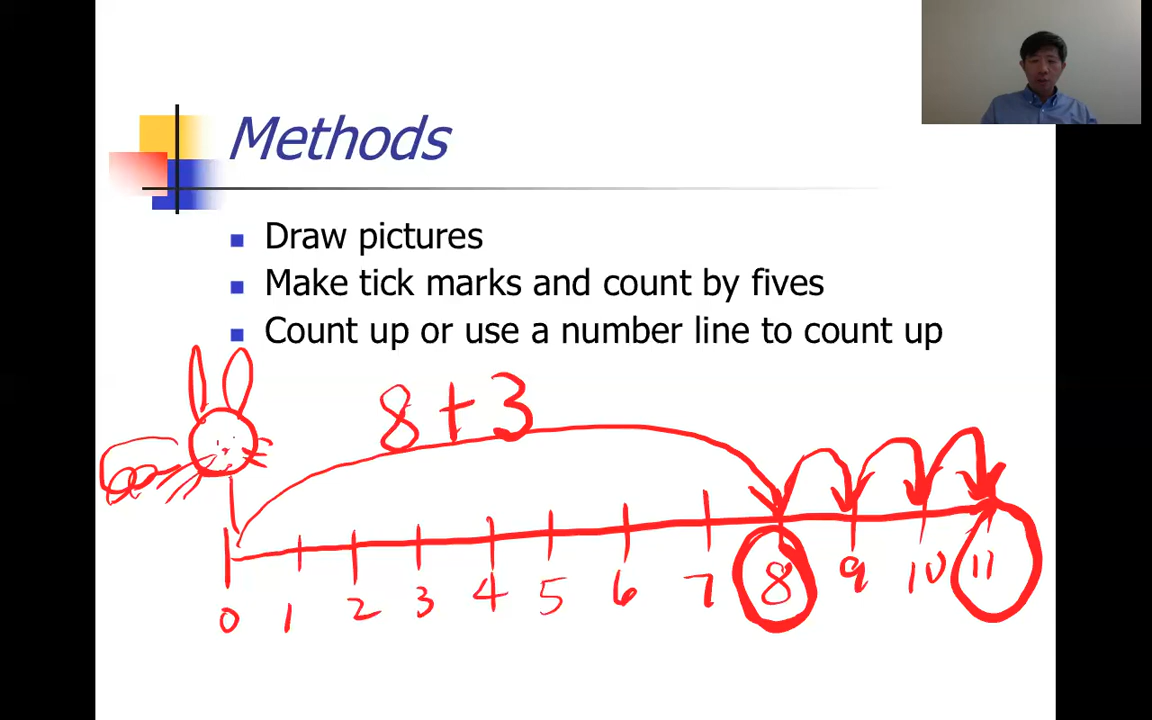 Methods
Draw pictures
Make tick marks and count by fives
Count up or use a number line to count up
8 + 3
0 1 2 3 4 5 6 7 8 9 10 11